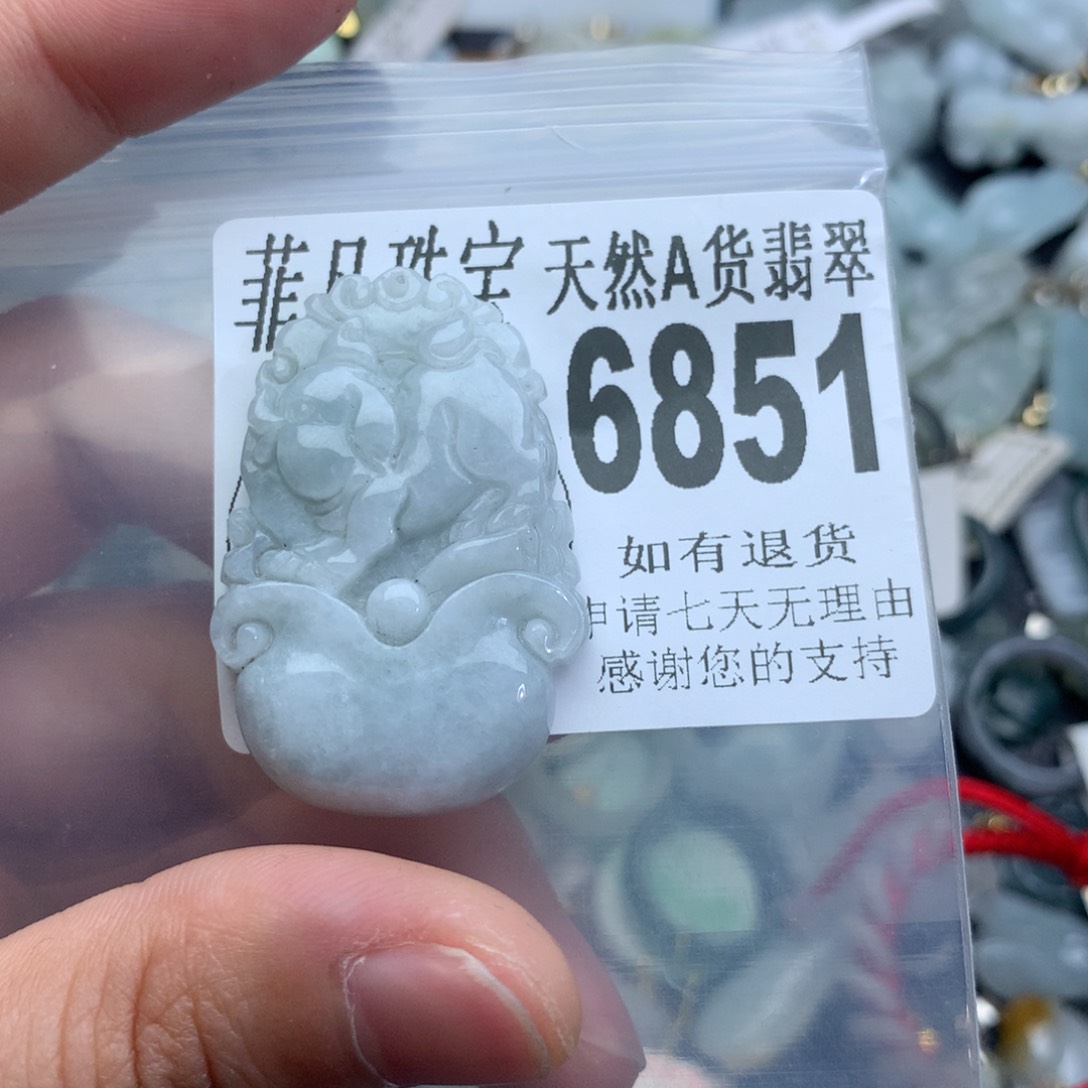 菲凡珠宝 天然A货翡翠
6851
如有退货
申请七天无理由
感谢您的支持